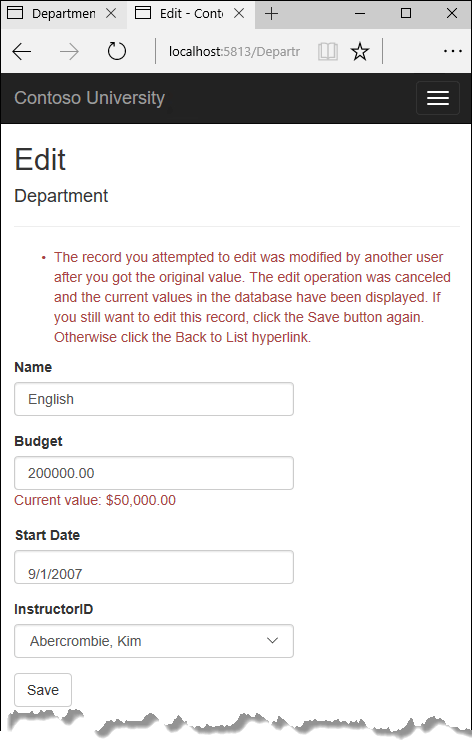 Departmen
Edit - Conto
localhost:5813/Departr
Contoso University
Edit
Department
• The record you attempted to edit was modified by another user
after you got the original value. The edit operation was canceled
and the current values in the database have been displayed. If
you still want to edit this record, click the Save button again.
Otherwise click the Back to List hyperlink.
Name
English
Budget
200000.00
Current value: $50,000.00
Start Date
9/1/2007
InstructorID
Abercrombie, Kim
Save